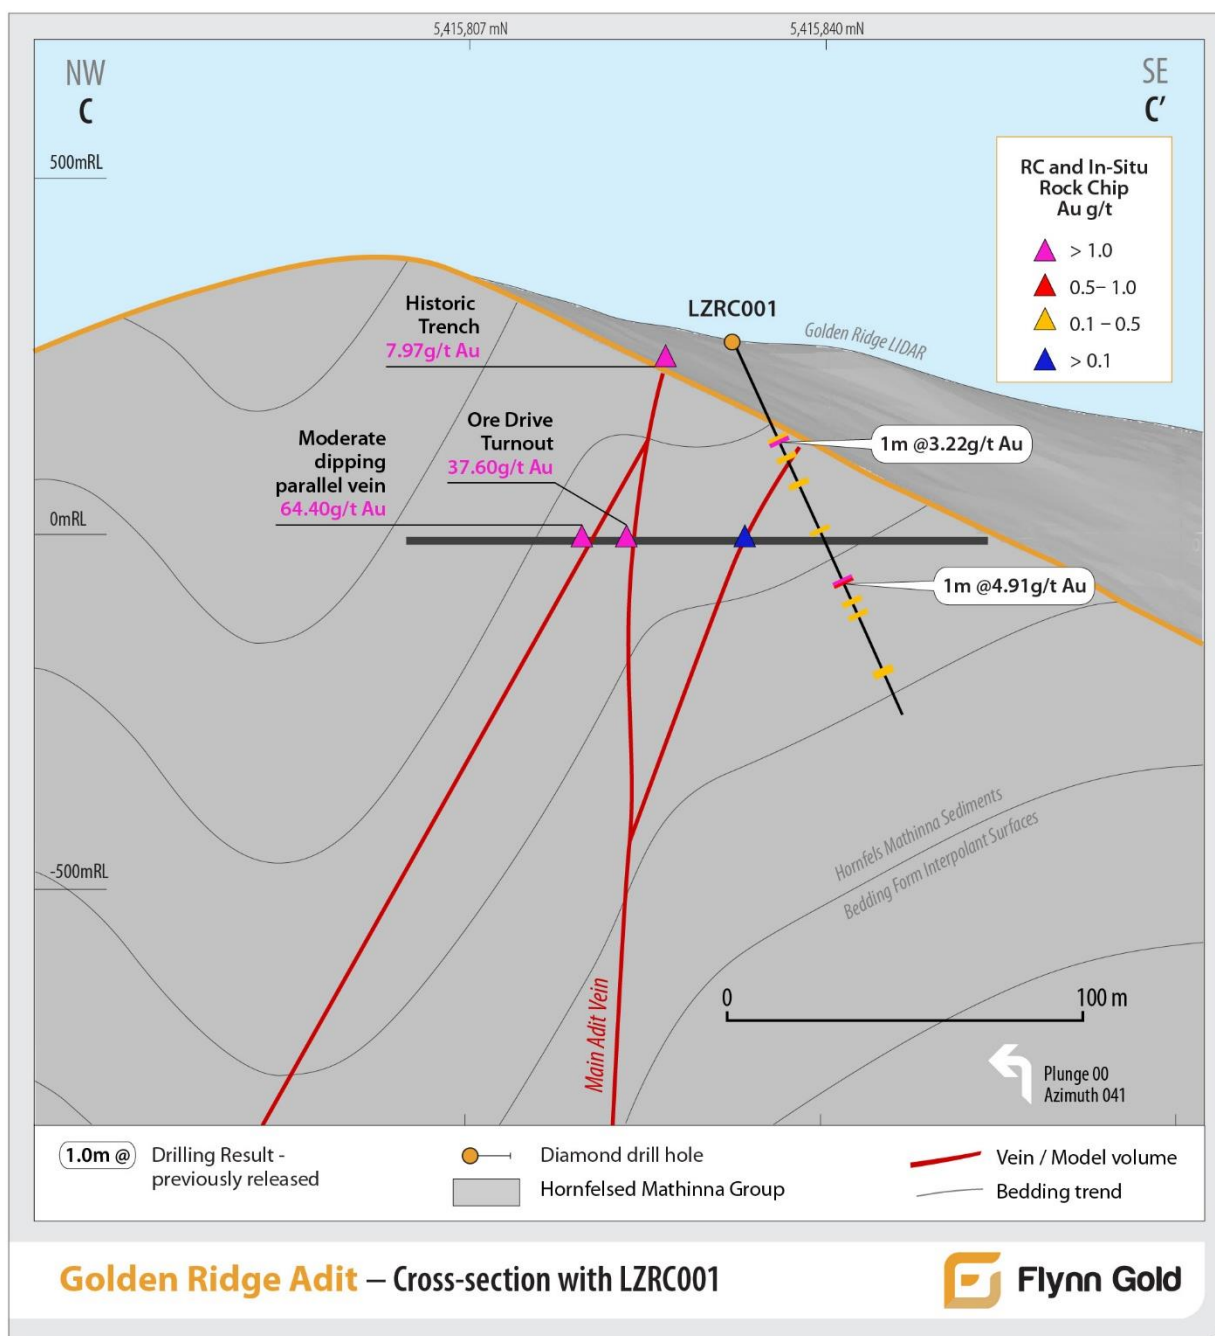 5,415,807 mN
5,415,840 mN
NW
C
SE
C’
500mRL
RC and In-Situ
Rock Chip
Au g/t
> 1.0
0.5– 1.0
0.1 – 0.5
> 0.1
LZRC001
Golden Ridge LIDAR
Historic
Trench
7.97g/t Au
Ore Drive
Turnout
37.60g/t Au
Moderate
dipping
parallel vein
64.40g/t Au
1m @3.22g/t Au
0mRL
1m @4.91g/t Au
-500mRL
Hornfels Mathinna Sediments
Bedding Form Interpolant Surfaces
Main Adit Vein
0
100 m
Plunge 00
Azimuth 041
1.0m @
Drilling Result -
previously released
Diamond drill hole
Hornfelsed Mathinna Group
Vein / Model volume
Bedding trend
Golden Ridge Adit – Cross-section with LZRC001
Flynn Gold